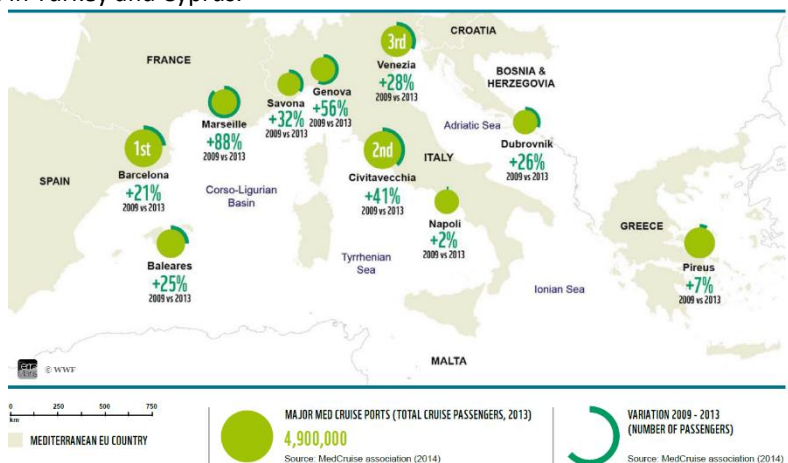 in Turkey and Cyprus.
FRANCE
CROATIA
3rd
Venezia
+28%
2009 vs 2013
BOSNIA &
HERZEGOVIA
Savona
+32%
2009 vs 2013
Genova
+56%
2009 vs 2013
Marseille
+88%
2009 vs 2013
Adriatic Sea
Dubrovnik
+26%
2009 vs 2013
1st
Barcelona
+21%
2009 vs 2013
2nd
Civitavecchia
+41%
2009 vs 2013
ITALY
SPAIN
Corso-Ligurian
Basin
Napoli
+2%
2009 vs 2013
GREECE
Baleares
+25%
2009 vs 2013
Tyrrhenian
Sea
Pireus
+7%
2009 vs 2013
Ionian Sea
MALTA
© WWF
0 250 500 750
km
MEDITERRANEAN EU COUNTRY
MAJOR MED CRUISE PORTS (TOTAL CRUISE PASSENGERS, 2013)
4,900,000
Source: MedCruise association (2014)
VARIATION 2009 - 2013
(NUMBER OF PASSENGERS)
Source: MedCruise association (2014)